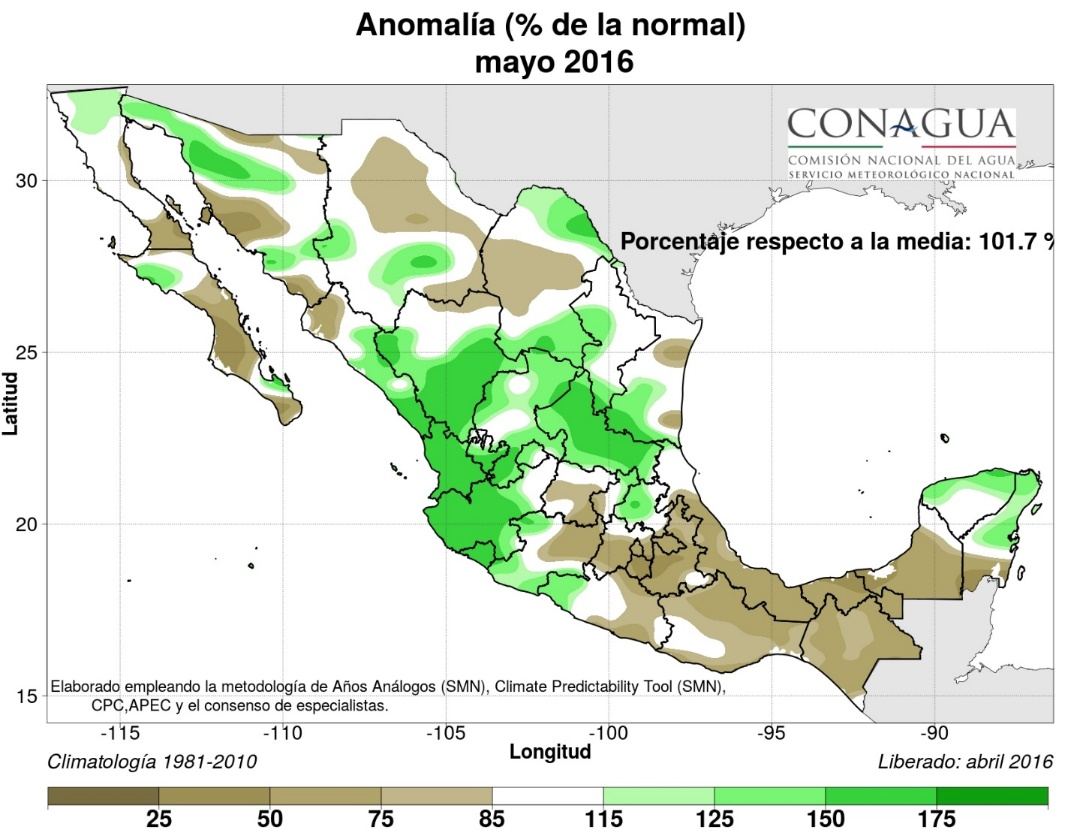 Anomalía (% de la normal)
mayo 2016
CONAGUA
COMISIÓN NACIONAL DEL AGUA
SERVICIO METEOROLÓGICO NACIONAL
Porcentaje respecto a la media: 101.7 %
30
25
20
15
Latitud
Elaborado empleando la metodología de Años Análogos (SMN), Climate Predictability Tool (SMN),
CPC,APEC y el consenso de especialistas.
-115 -110 -105 -100 -95 -90
Longitud
Climatología 1981-2010 Liberado: abril 2016
25 50 75 85 115 125 150 175